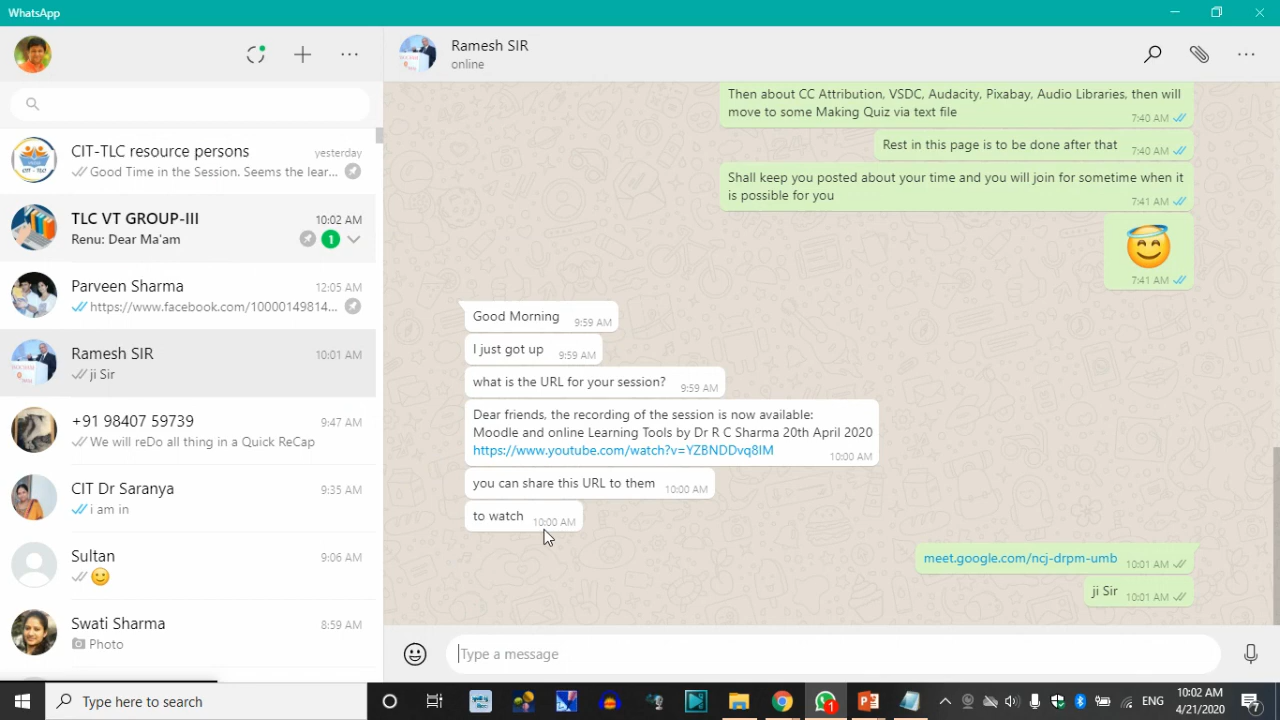 WhatsApp
CIT-TLC resource persons
yesterday
Good Time in the Session. Seems the lear...
TLC VT GROUP-III
10:02 AM
Renu: Dear Ma'am
1
Parveen Sharma
12:05 AM
https://www.facebook.com/10000149814...
Ramesh SIR
10:01 AM
ji Sir
+91 98407 59739
9:47 AM
We will reDo all thing in a Quick ReCap
CIT Dr Saranya
9:35 AM
i am in
Sultan
9:06 AM
Swati Sharma
8:59 AM
Photo
Ramesh SIR
online
Then about CC Attribution, VSDC, Audacity, Pixabay, Audio Libraries, then will
move to some Making Quiz via text file
7:40 AM
Rest in this page is to be done after that
7:40 AM
Shall keep you posted about your time and you will join for sometime when it
is possible for you
7:41 AM
7:41 AM
Good Morning
9:59 AM
I just got up
9:59 AM
what is the URL for your session?
9:59 AM
Dear friends, the recording of the session is now available:
Moodle and online Learning Tools by Dr R C Sharma 20th April 2020
https://www.youtube.com/watch?v=YZBNDDvq8IM
10:00 AM
you can share this URL to them
10:00 AM
to watch
10:00 AM
meet.google.com/ncj-drpm-umb
10:01 AM
ji Sir
10:01 AM
Type a message
Type here to search
1
ENG
10:02 AM
4/21/2020
7